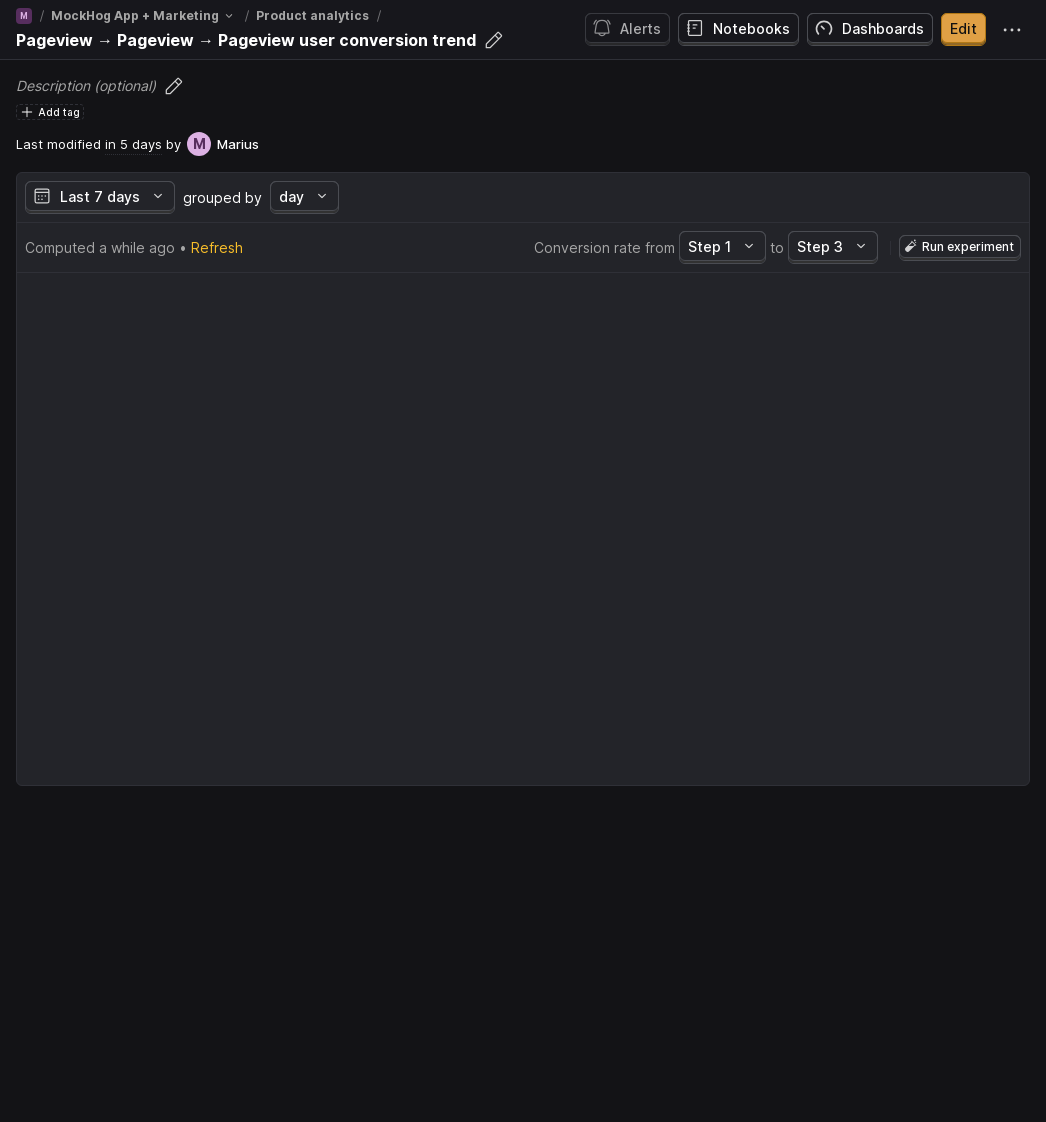 M / MockHog App + Marketing / Product analytics /
Pageview → Pageview → Pageview user conversion trend
Alerts
Notebooks
Dashboards
Edit
Description (optional)
Add tag
Last modified in 5 days by M Marius
Last 7 days grouped by day
Computed a while ago • Refresh
Conversion rate from Step 1 to Step 3
Run experiment